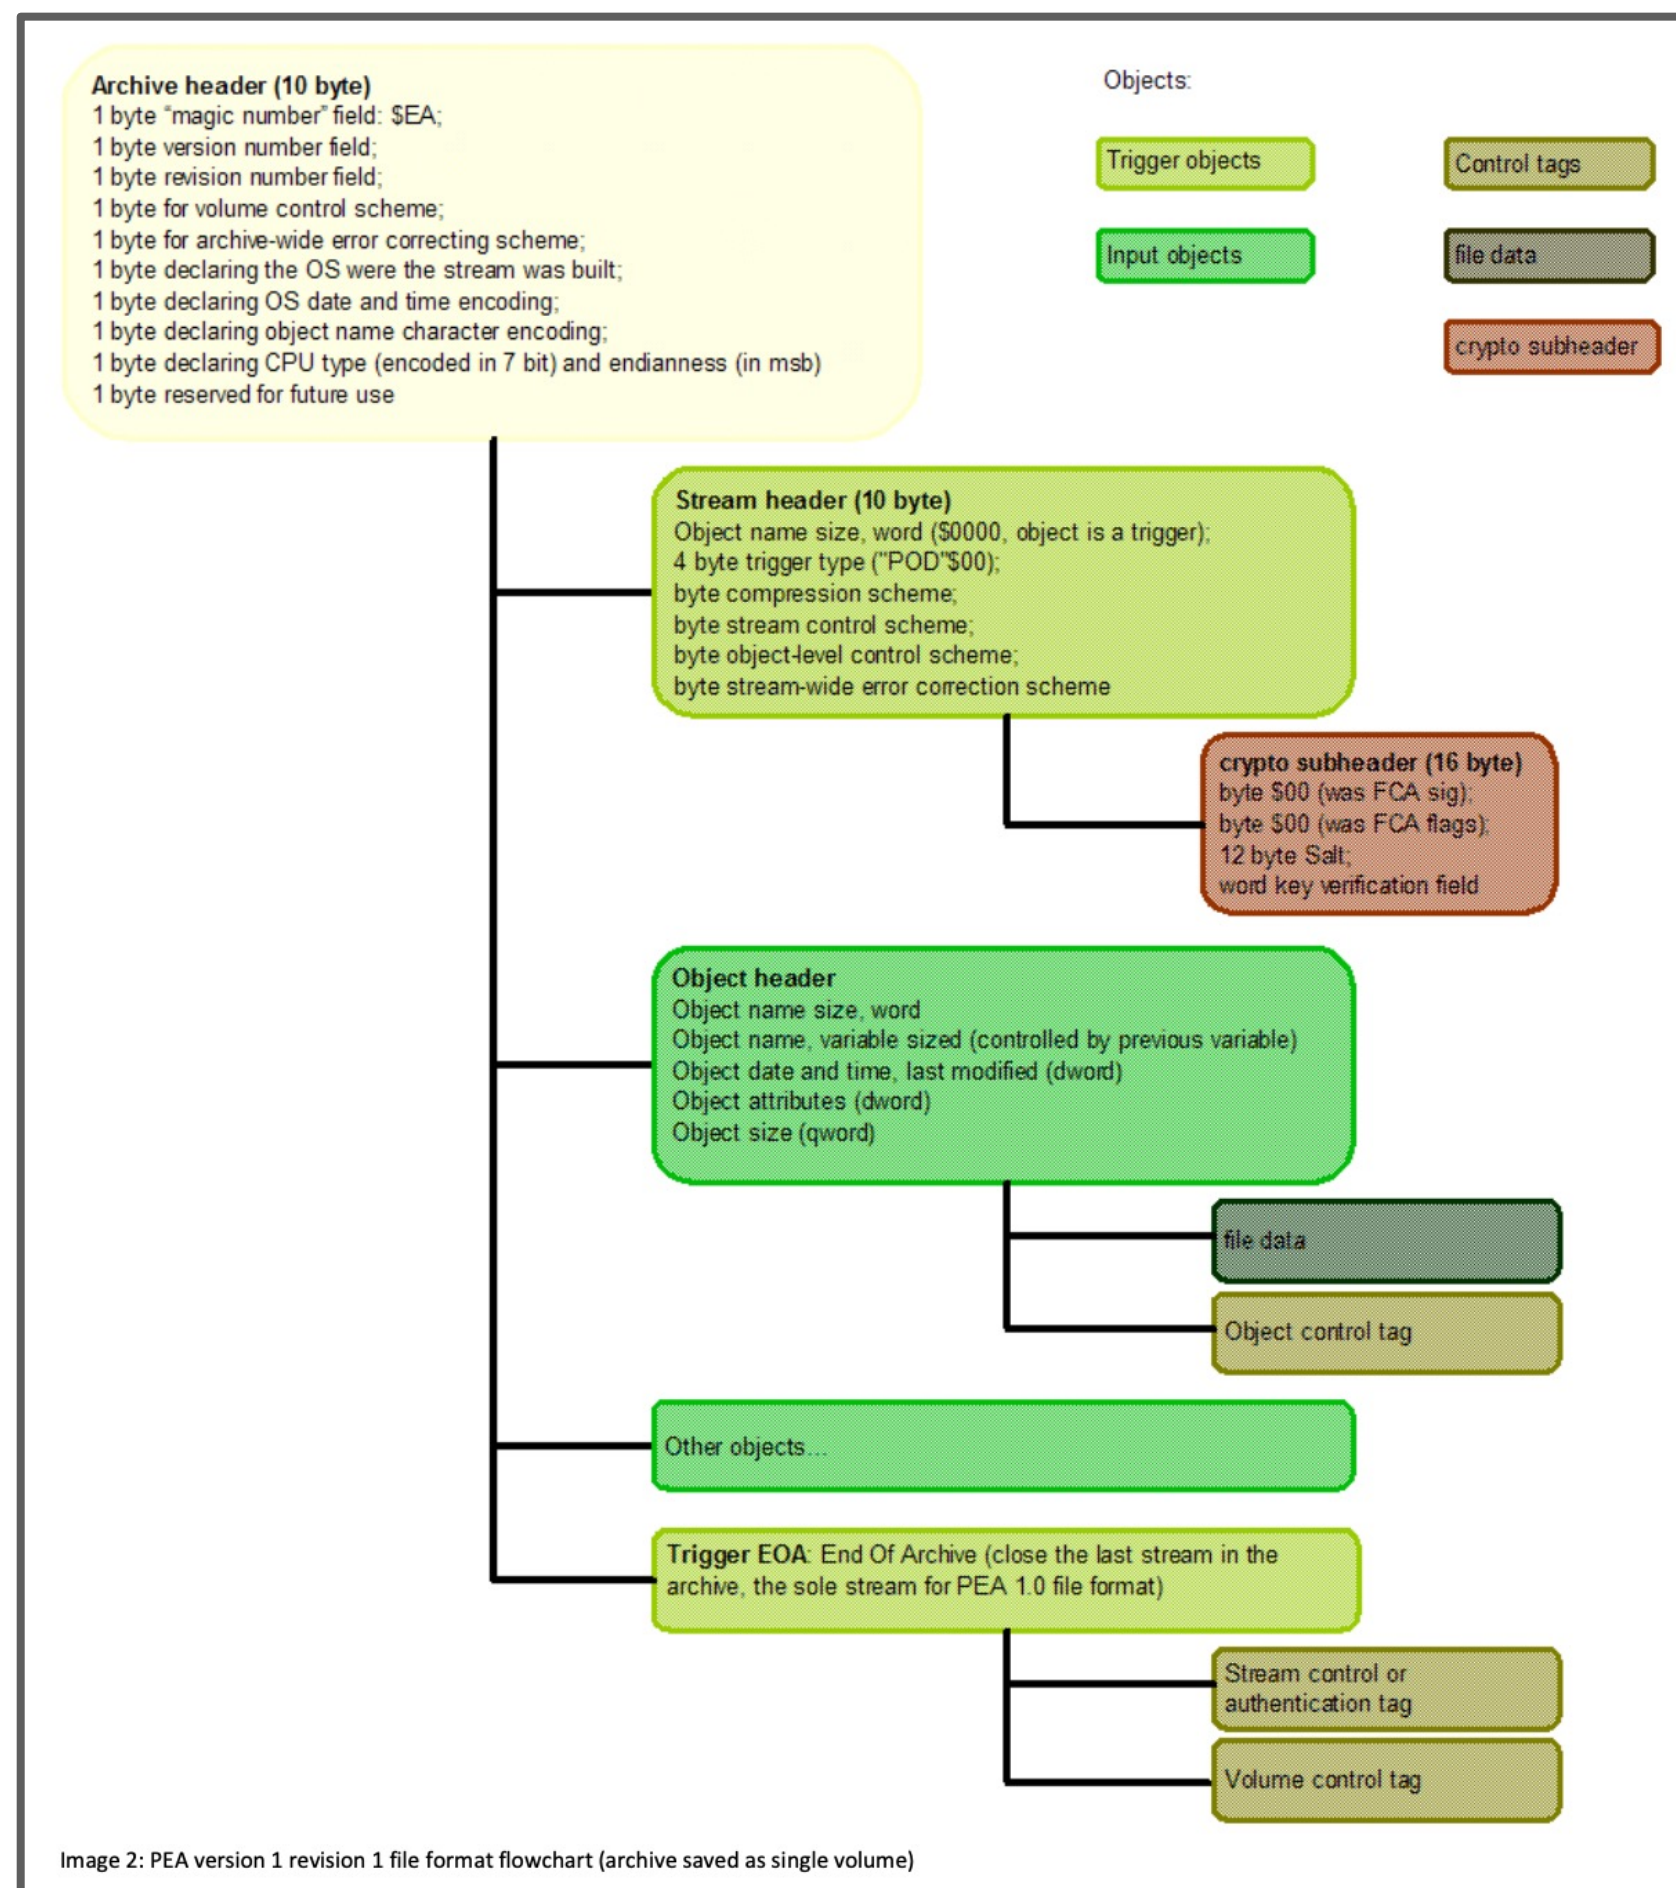 Archive header (10 byte)
1 byte “magic number” field: $EA;
1 byte version number field;
1 byte revision number field;
1 byte for volume control scheme;
1 byte for archive-wide error correcting scheme;
1 byte declaring the OS were the stream was built;
1 byte declaring OS date and time encoding;
1 byte declaring object name character encoding;
1 byte declaring CPU type (encoded in 7 bit) and endianness (in msb)
1 byte reserved for future use
Objects:
Trigger objects
Control tags
Input objects
file data
crypto subheader
Stream header (10 byte)
Object name size, word ($0000, object is a trigger);
4 byte trigger type ("POD"$00);
byte compression scheme;
byte stream control scheme;
byte object-level control scheme;
byte stream-wide error correction scheme
crypto subheader (16 byte)
byte $00 (was FCA sig);
byte $00 (was FCA flags);
12 byte Salt;
word key verification field
Object header
Object name size, word
Object name, variable sized (controlled by previous variable)
Object date and time, last modified (dword)
Object attributes (dword)
Object size (qword)
file data
Object control tag
Other objects...
Trigger EOA: End Of Archive (close the last stream in the
archive, the sole stream for PEA 1.0 file format)
Stream control or
authentication tag
Volume control tag
Image 2: PEA version 1 revision 1 file format flowchart (archive saved as single volume)